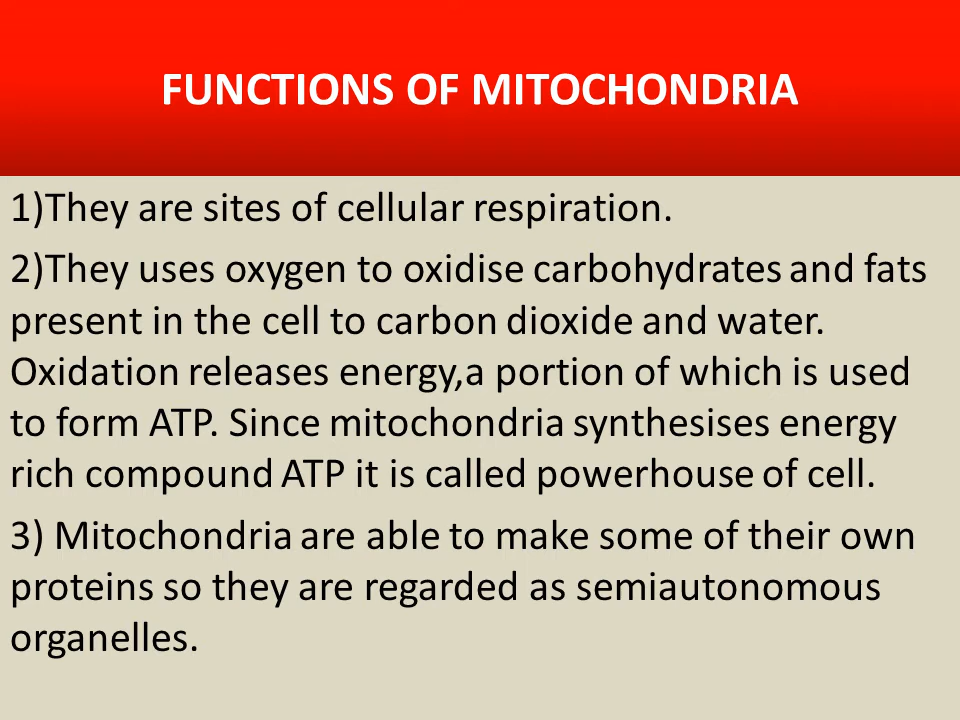 FUNCTIONS OF MITOCHONDRIA
1)They are sites of cellular respiration.
2)They uses oxygen to oxidise carbohydrates and fats
present in the cell to carbon dioxide and water.
Oxidation releases energy,a portion of which is used
to form ATP. Since mitochondria synthesises energy
rich compound ATP it is called powerhouse of cell.
3) Mitochondria are able to make some of their own
proteins so they are regarded as semiautonomous
organelles.